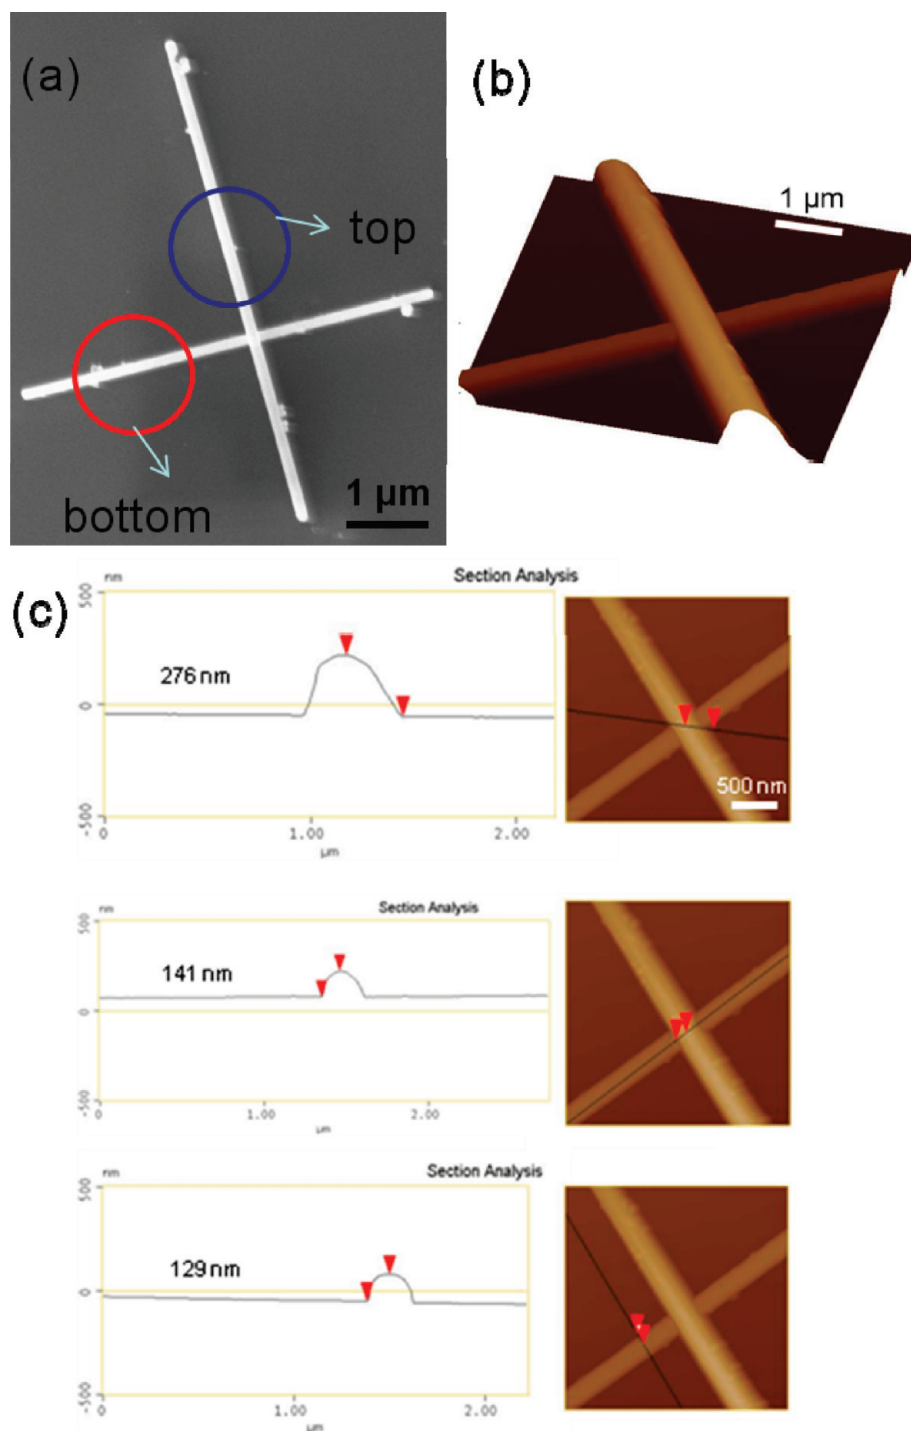 (a)
top
bottom
1 μm
(b)
1 μm
(c)
nm
Section Analysis
500
276 nm
0
-500
0
1.00
2.00
μm
500 nm
nm
Section Analysis
500
141 nm
0
-500
0
1.00
2.00
μm
nm
Section Analysis
500
129 nm
0
-500
0
1.00
2.00
μm